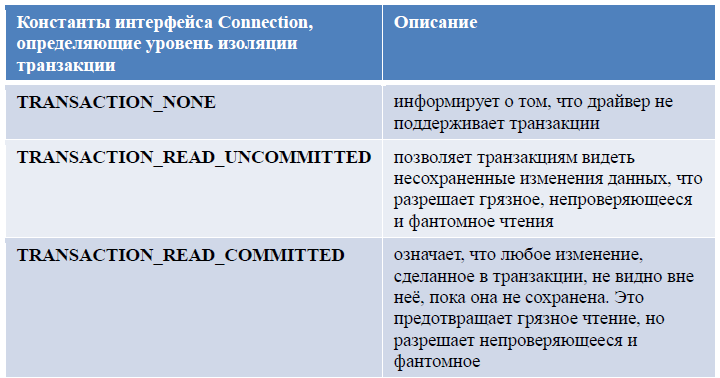 Константы интерфейса Connection,
определяющие уровень изоляции
транзакции
Описание
TRANSACTION_NONE
информирует о том, что драйвер не
поддерживает транзакции
TRANSACTION_READ_UNCOMMITTED
позволяет транзакциям видеть
несохраненные изменения данных, что
разрешает грязное, непроверяющееся
и фантомное чтения
TRANSACTION_READ_COMMITTED
означает, что любое изменение,
сделанное в транзакции, не видно вне
неё, пока она не сохранена. Это
предотвращает грязное чтение, но
разрешает непроверяющееся и
фантомное